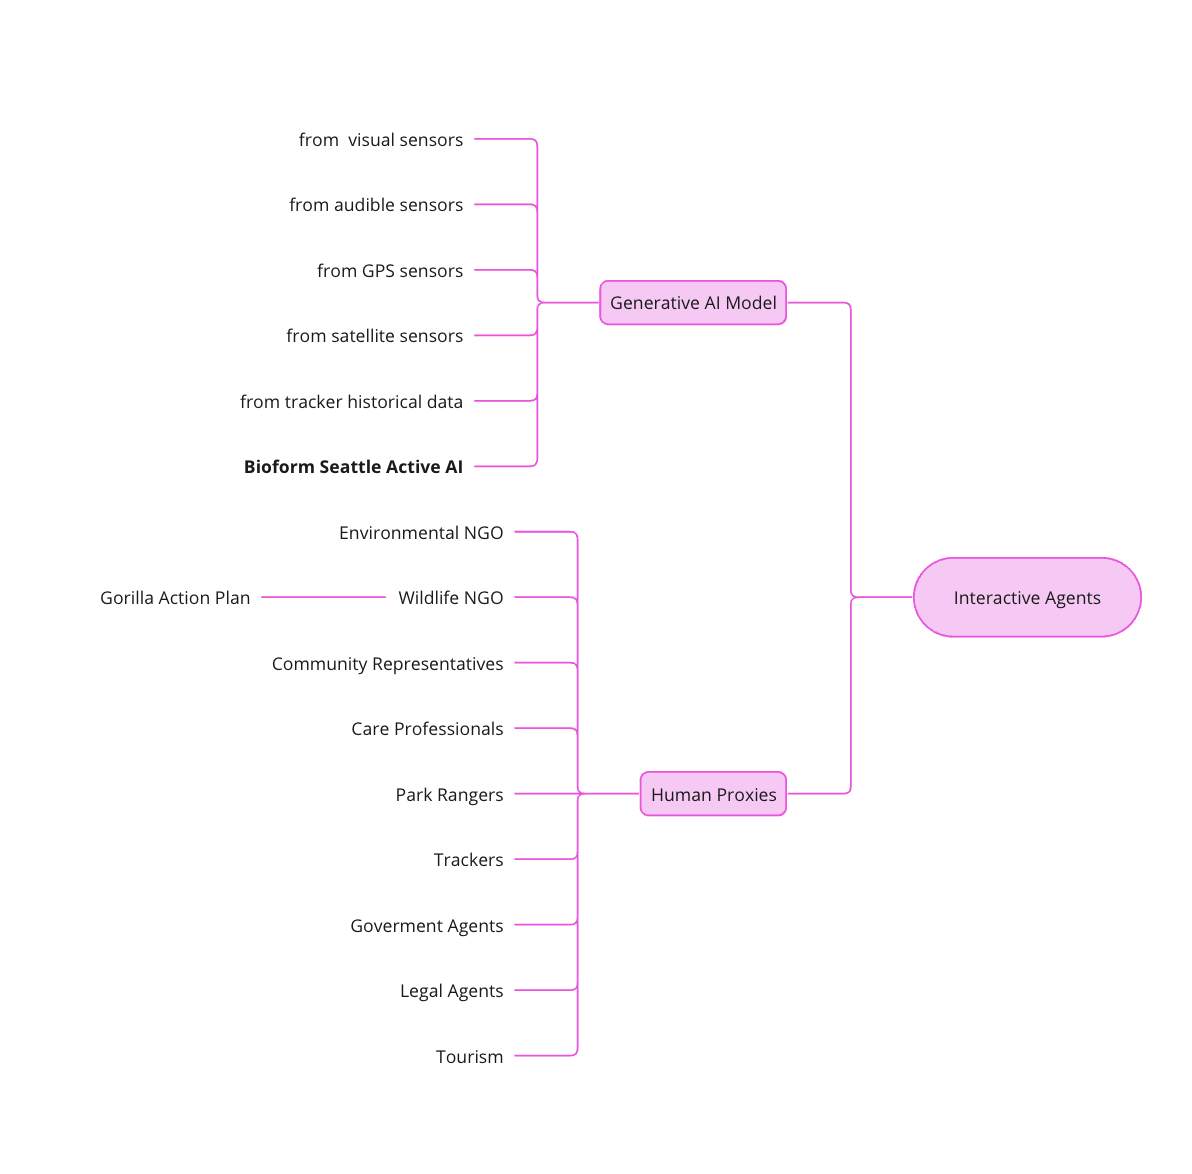 from  visual sensors
from audible sensors
from GPS sensors
Generative AI Model
from satellite sensors
from tracker historical data
Bioform Seattle Active AI
Environmental NGO
Gorilla Action Plan
Wildlife NGO
Interactive Agents
Community Representatives
Care Professionals
Park Rangers
Human Proxies
Trackers
Goverment Agents
Legal Agents
Tourism